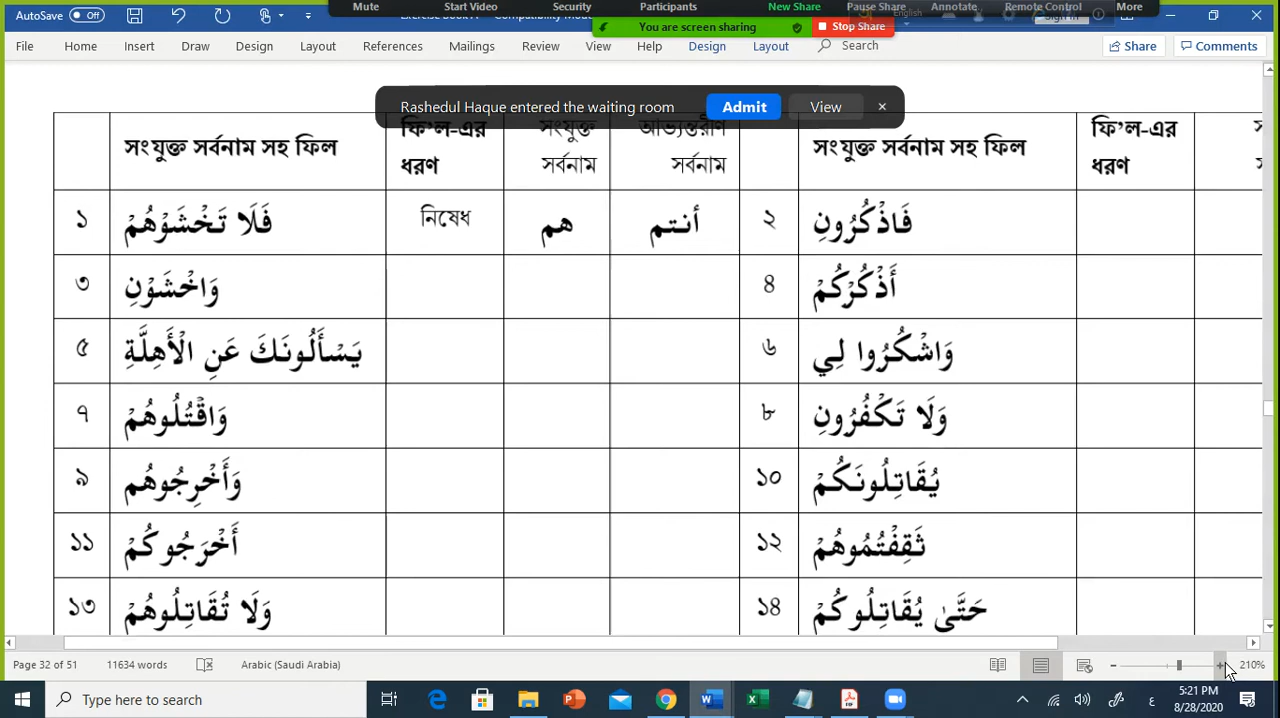 Mute Start Video Security Participants New Share Pause Share Annotate Remote Control More
AutoSave Off
You are screen sharing Stop Share
File Home Insert Draw Design Layout References Mailings Review View Help Design Layout Search Share Comments
Rashedul Haque entered the waiting room Admit View
সংযুক্ত সর্বনাম সহ ফিল ফি’ল-এর ধরণ সংযুক্ত সর্বনাম আভ্যন্তরীণ সর্বনাম সংযুক্ত সর্বনাম সহ ফিল ফি’ল-এর ধরণ
১ فَلَا تَخْشَوْهُمْ নিষেধ هم أنتم ২ فَاذْكُرُونِ
৩ وَاخْشَوْنِ ৪ أَذْكُرْكُمْ
৫ يَسْأَلُونَكَ عَنِ الْأَهِلَّةِ ৬ وَاشْكُرُوا لِي
৭ وَاقْتُلُوهُمْ ৮ وَلَا تَكْفُرُونِ
৯ وَأَخْرِجُوهُم ১০ يُقَاتِلُونَكُمْ
১১ أَخْرَجُوكُمْ ১২ ثَقِفْتُمُوهُمْ
১৩ وَلَا تُقَاتِلُوهُمْ ১৪ حَتَّىٰ يُقَاتِلُوكُمْ
Page 32 of 51 11634 words Arabic (Saudi Arabia) 210%
Type here to search
ع
5:21 PM
8/28/2020